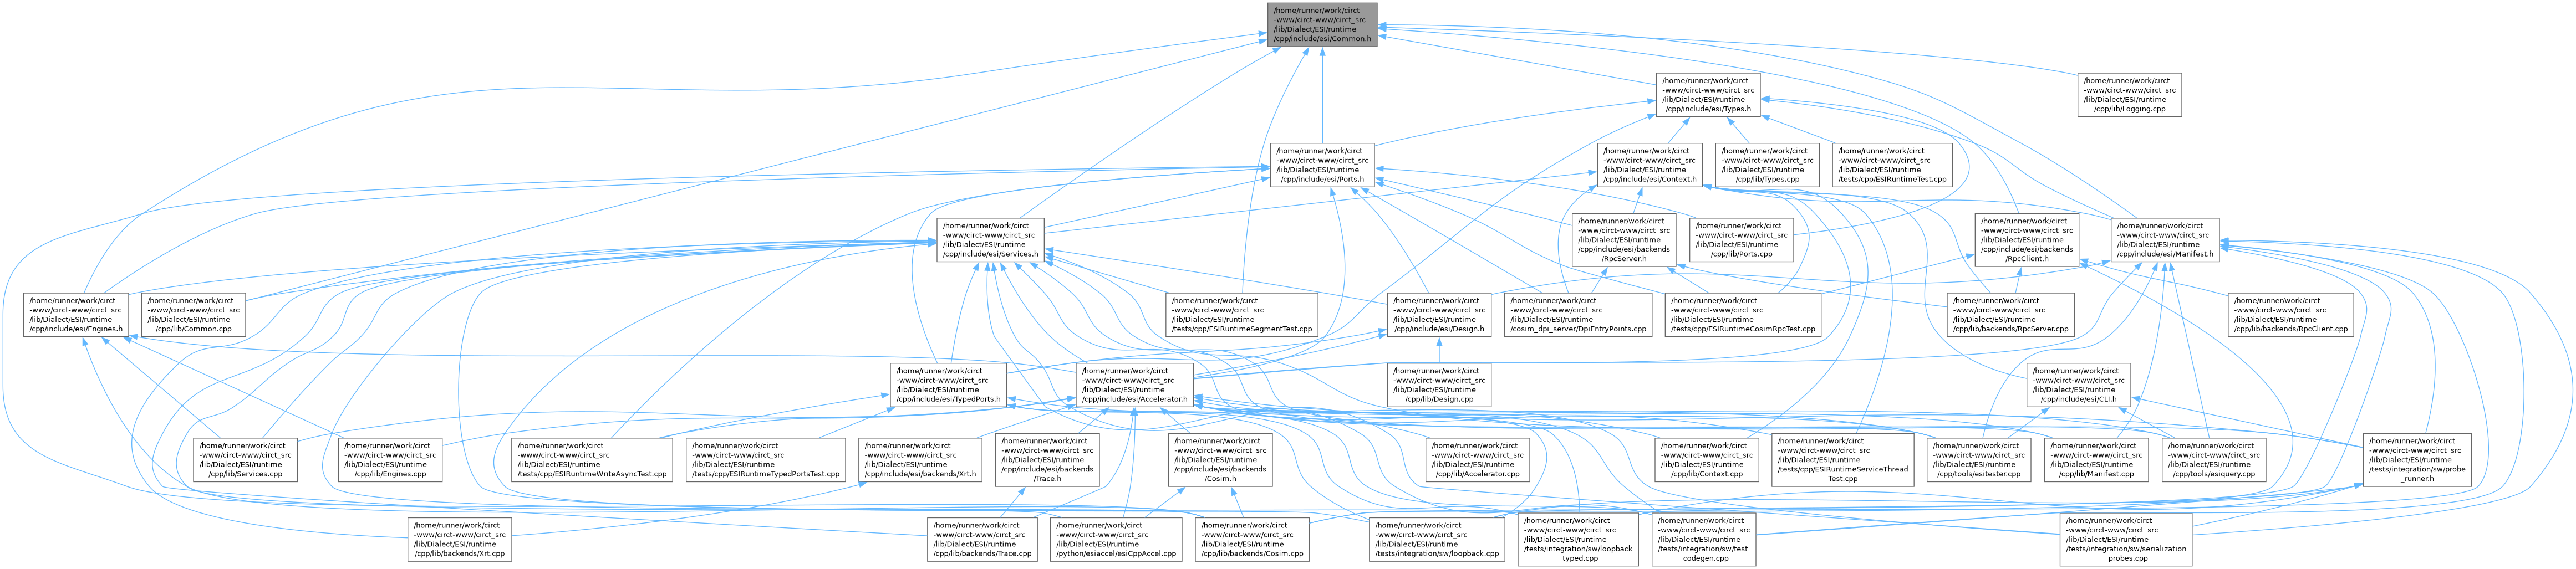 /home/runner/work/circt
-www/circt-www/circt_src
/lib/Dialect/ESI/runtime
/cpp/include/esi/Common.h
/home/runner/work/circt
-www/circt-www/circt_src
/lib/Dialect/ESI/runtime
/cpp/include/esi/Types.h
/home/runner/work/circt
-www/circt-www/circt_src
/lib/Dialect/ESI/runtime
/cpp/lib/Logging.cpp
/home/runner/work/circt
-www/circt-www/circt_src
/lib/Dialect/ESI/runtime
/cpp/include/esi/Ports.h
/home/runner/work/circt
-www/circt-www/circt_src
/lib/Dialect/ESI/runtime
/cpp/include/esi/Context.h
/home/runner/work/circt
-www/circt-www/circt_src
/lib/Dialect/ESI/runtime
/cpp/lib/Types.cpp
/home/runner/work/circt
-www/circt-www/circt_src
/lib/Dialect/ESI/runtime
/tests/cpp/ESIRuntimeTest.cpp
/home/runner/work/circt
-www/circt-www/circt_src
/lib/Dialect/ESI/runtime
/cpp/include/esi/Services.h
/home/runner/work/circt
-www/circt-www/circt_src
/lib/Dialect/ESI/runtime
/cpp/include/esi/backends
/RpcServer.h
/home/runner/work/circt
-www/circt-www/circt_src
/lib/Dialect/ESI/runtime
/cpp/lib/Ports.cpp
/home/runner/work/circt
-www/circt-www/circt_src
/lib/Dialect/ESI/runtime
/cpp/include/esi/backends
/RpcClient.h
/home/runner/work/circt
-www/circt-www/circt_src
/lib/Dialect/ESI/runtime
/cpp/include/esi/Manifest.h
/home/runner/work/circt
-www/circt-www/circt_src
/lib/Dialect/ESI/runtime
/cpp/include/esi/Engines.h
/home/runner/work/circt
-www/circt-www/circt_src
/lib/Dialect/ESI/runtime
/cpp/lib/Common.cpp
/home/runner/work/circt
-www/circt-www/circt_src
/lib/Dialect/ESI/runtime
/tests/cpp/ESIRuntimeSegmentTest.cpp
/home/runner/work/circt
-www/circt-www/circt_src
/lib/Dialect/ESI/runtime
/cpp/include/esi/Design.h
/home/runner/work/circt
-www/circt-www/circt_src
/lib/Dialect/ESI/runtime
/cosim_dpi_server/DpiEntryPoints.cpp
/home/runner/work/circt
-www/circt-www/circt_src
/lib/Dialect/ESI/runtime
/tests/cpp/ESIRuntimeCosimRpcTest.cpp
/home/runner/work/circt
-www/circt-www/circt_src
/lib/Dialect/ESI/runtime
/cpp/lib/backends/RpcServer.cpp
/home/runner/work/circt
-www/circt-www/circt_src
/lib/Dialect/ESI/runtime
/cpp/lib/backends/RpcClient.cpp
/home/runner/work/circt
-www/circt-www/circt_src
/lib/Dialect/ESI/runtime
/cpp/include/esi/TypedPorts.h
/home/runner/work/circt
-www/circt-www/circt_src
/lib/Dialect/ESI/runtime
/cpp/include/esi/Accelerator.h
/home/runner/work/circt
-www/circt-www/circt_src
/lib/Dialect/ESI/runtime
/cpp/lib/Design.cpp
/home/runner/work/circt
-www/circt-www/circt_src
/lib/Dialect/ESI/runtime
/cpp/include/esi/CLI.h
/home/runner/work/circt
-www/circt-www/circt_src
/lib/Dialect/ESI/runtime
/cpp/lib/Services.cpp
/home/runner/work/circt
-www/circt-www/circt_src
/lib/Dialect/ESI/runtime
/cpp/lib/Engines.cpp
/home/runner/work/circt
-www/circt-www/circt_src
/lib/Dialect/ESI/runtime
/tests/cpp/ESIRuntimeWriteAsyncTest.cpp
/home/runner/work/circt
-www/circt-www/circt_src
/lib/Dialect/ESI/runtime
/tests/cpp/ESIRuntimeTypedPortsTest.cpp
/home/runner/work/circt
-www/circt-www/circt_src
/lib/Dialect/ESI/runtime
/cpp/include/esi/backends/Xrt.h
/home/runner/work/circt
-www/circt-www/circt_src
/lib/Dialect/ESI/runtime
/cpp/include/esi/backends
/Trace.h
/home/runner/work/circt
-www/circt-www/circt_src
/lib/Dialect/ESI/runtime
/cpp/include/esi/backends
/Cosim.h
/home/runner/work/circt
-www/circt-www/circt_src
/lib/Dialect/ESI/runtime
/cpp/lib/Accelerator.cpp
/home/runner/work/circt
-www/circt-www/circt_src
/lib/Dialect/ESI/runtime
/cpp/lib/Context.cpp
/home/runner/work/circt
-www/circt-www/circt_src
/lib/Dialect/ESI/runtime
/tests/cpp/ESIRuntimeServiceThread
Test.cpp
/home/runner/work/circt
-www/circt-www/circt_src
/lib/Dialect/ESI/runtime
/cpp/tools/esitester.cpp
/home/runner/work/circt
-www/circt-www/circt_src
/lib/Dialect/ESI/runtime
/cpp/lib/Manifest.cpp
/home/runner/work/circt
-www/circt-www/circt_src
/lib/Dialect/ESI/runtime
/cpp/tools/esiquery.cpp
/home/runner/work/circt
-www/circt-www/circt_src
/lib/Dialect/ESI/runtime
/tests/integration/sw/probe
_runner.h
/home/runner/work/circt
-www/circt-www/circt_src
/lib/Dialect/ESI/runtime
/cpp/lib/backends/Xrt.cpp
/home/runner/work/circt
-www/circt-www/circt_src
/lib/Dialect/ESI/runtime
/cpp/lib/backends/Trace.cpp
/home/runner/work/circt
-www/circt-www/circt_src
/lib/Dialect/ESI/runtime
/python/esiaccel/esiCppAccel.cpp
/home/runner/work/circt
-www/circt-www/circt_src
/lib/Dialect/ESI/runtime
/cpp/lib/backends/Cosim.cpp
/home/runner/work/circt
-www/circt-www/circt_src
/lib/Dialect/ESI/runtime
/tests/integration/sw/loopback.cpp
/home/runner/work/circt
-www/circt-www/circt_src
/lib/Dialect/ESI/runtime
/tests/integration/sw/loopback
_typed.cpp
/home/runner/work/circt
-www/circt-www/circt_src
/lib/Dialect/ESI/runtime
/tests/integration/sw/test
_codegen.cpp
/home/runner/work/circt
-www/circt-www/circt_src
/lib/Dialect/ESI/runtime
/tests/integration/sw/serialization
_probes.cpp